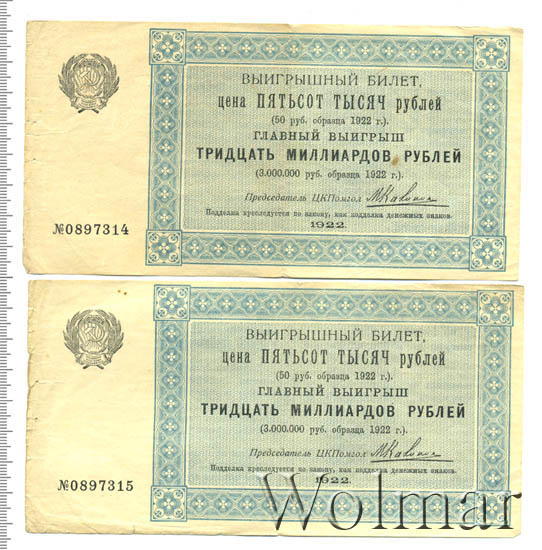 ВЫИГРЫШНЫЙ БИЛЕТ,
цена ПЯТЬСОТ ТЫСЯЧ рублей
(50 руб. образца 1922 г.).
ГЛАВНЫЙ ВЫИГРЫШ
ТРИДЦАТЬ МИЛЛИАРДОВ РУБЛЕЙ
(3.000.000 руб. образца 1922 г.).
Председатель ЦКПомгол
Подделка преследуется по закону, как подделка денежных знаков.
1922.
№0897314
ВЫИГРЫШНЫЙ БИЛЕТ,
цена ПЯТЬСОТ ТЫСЯЧ рублей
(50 руб. образца 1922 г.).
ГЛАВНЫЙ ВЫИГРЫШ
ТРИДЦАТЬ МИЛЛИАРДОВ РУБЛЕЙ
(3.000.000 руб. образца 1922 г.).
Председатель ЦКПомгол
Подделка преследуется по закону, как подделка денежных знаков.
1922.
№0897315
Wolmar